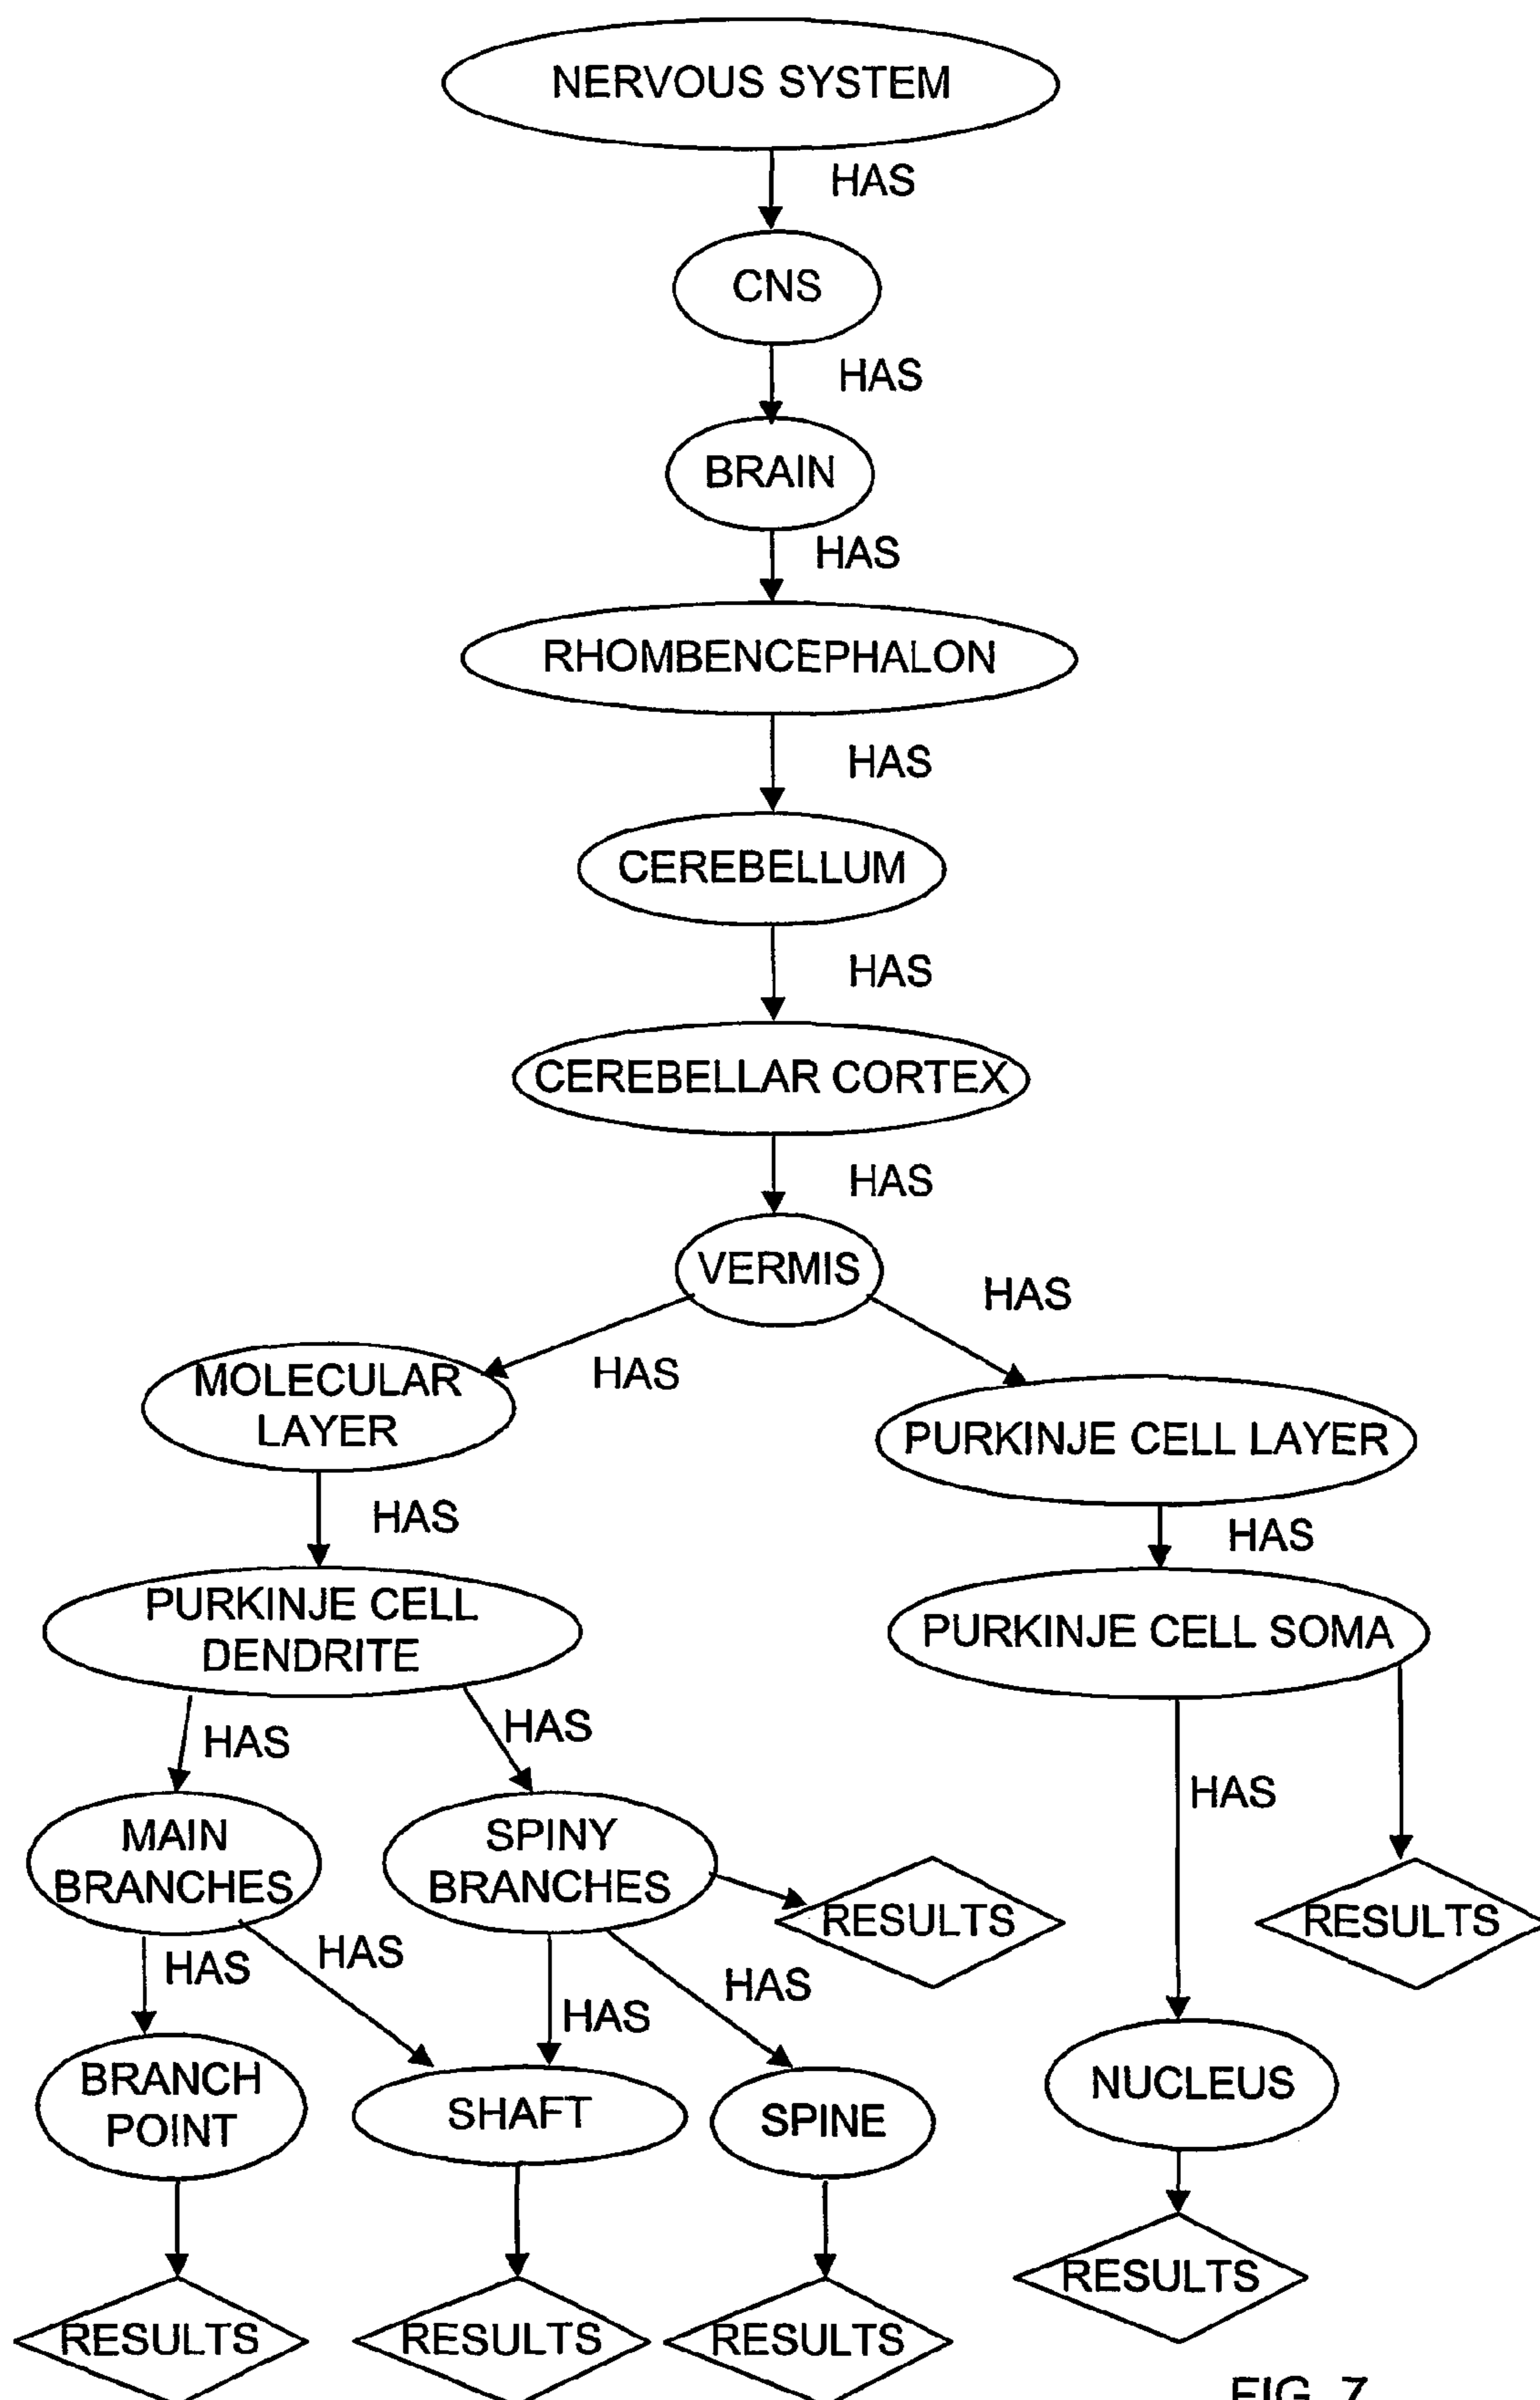 NERVOUS SYSTEM
HAS
CNS
HAS
BRAIN
HAS
RHOMBENCEPHALON
HAS
CEREBELLUM
HAS
CEREBELLAR CORTEX
HAS
VERMIS
HAS
HAS
MOLECULAR
LAYER
PURKINJE CELL LAYER
HAS
HAS
PURKINJE CELL
DENDRITE
PURKINJE CELL SOMA
HAS
HAS
HAS
MAIN
BRANCHES
SPINY
BRANCHES
RESULTS
RESULTS
HAS
HAS
HAS
HAS
BRANCH
POINT
SHAFT
SPINE
NUCLEUS
RESULTS
RESULTS
RESULTS
RESULTS
FIG. 7